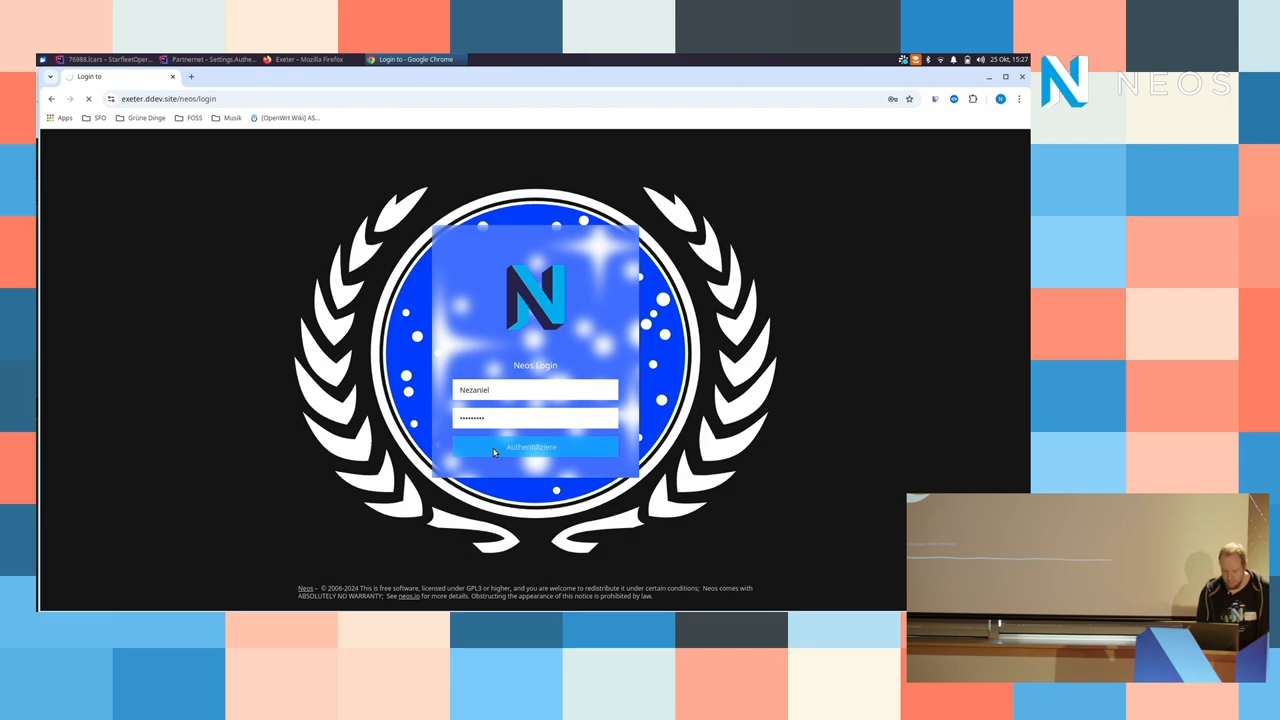 76988.lcars – StarfleetOper...
Partnernet – Settings.Authe...
Exeter – Mozilla Firefox
Login to - Google Chrome
25 Okt, 15:27
Login to
exeter.ddev.site/neos/login
Apps
SFO
Grüne Dinge
FOSS
Musik
[OpenWrt Wiki] AS...
N
NEOS
Neos Login
Nezaniel
•••••••••
Authentifiziere
Neos – © 2006-2024 This is free software, licensed under GPL3 or higher, and you are welcome to redistribute it under certain conditions; Neos comes with
ABSOLUTELY NO WARRANTY; See neos.io for more details. Obstructing the appearance of this notice is prohibited by law.